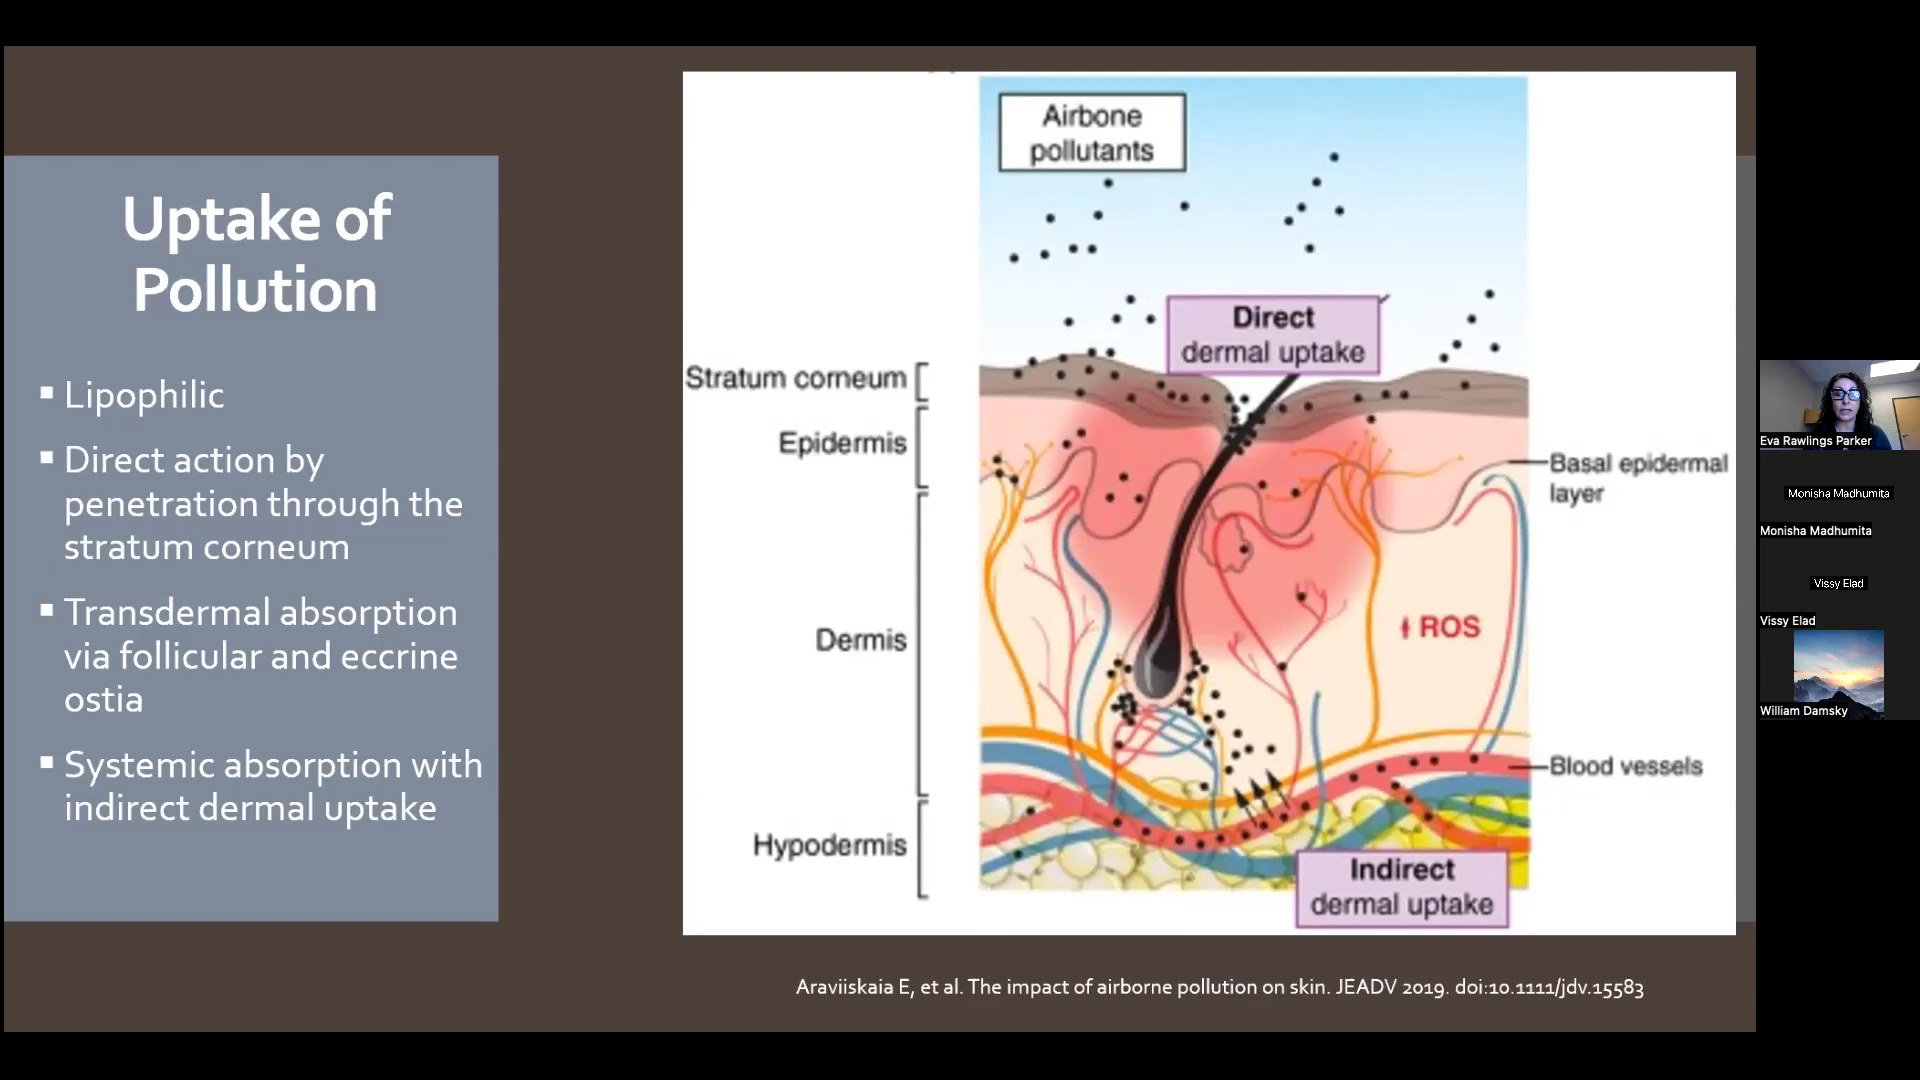 Uptake of
Pollution
▪ Lipophilic
▪ Direct action by
penetration through the
stratum corneum
▪ Transdermal absorption
via follicular and eccrine
ostia
▪ Systemic absorption with
indirect dermal uptake
Airbone
pollutants
Direct
dermal uptake
Stratum corneum
Epidermis
Basal epidermal
layer
Dermis
ROS
Blood vessels
Hypodermis
Indirect
dermal uptake
Araviiskaia E, et al. The impact of airborne pollution on skin. JEADV 2019. doi:10.1111/jdv.15583
Eva Rawlings Parker
Monisha Madhumita
Monisha Madhumita
Vissy Elad
Vissy Elad
William Damsky